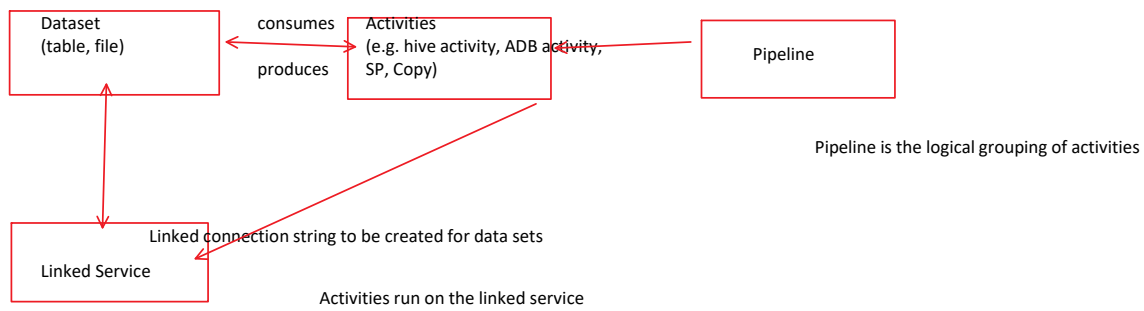 Dataset
(table, file)
consumes
produces
Activities
(e.g. hive activity, ADB activity,
SP, Copy)
Pipeline
Pipeline is the logical grouping of activities
Linked connection string to be created for data sets
Linked Service
Activities run on the linked service